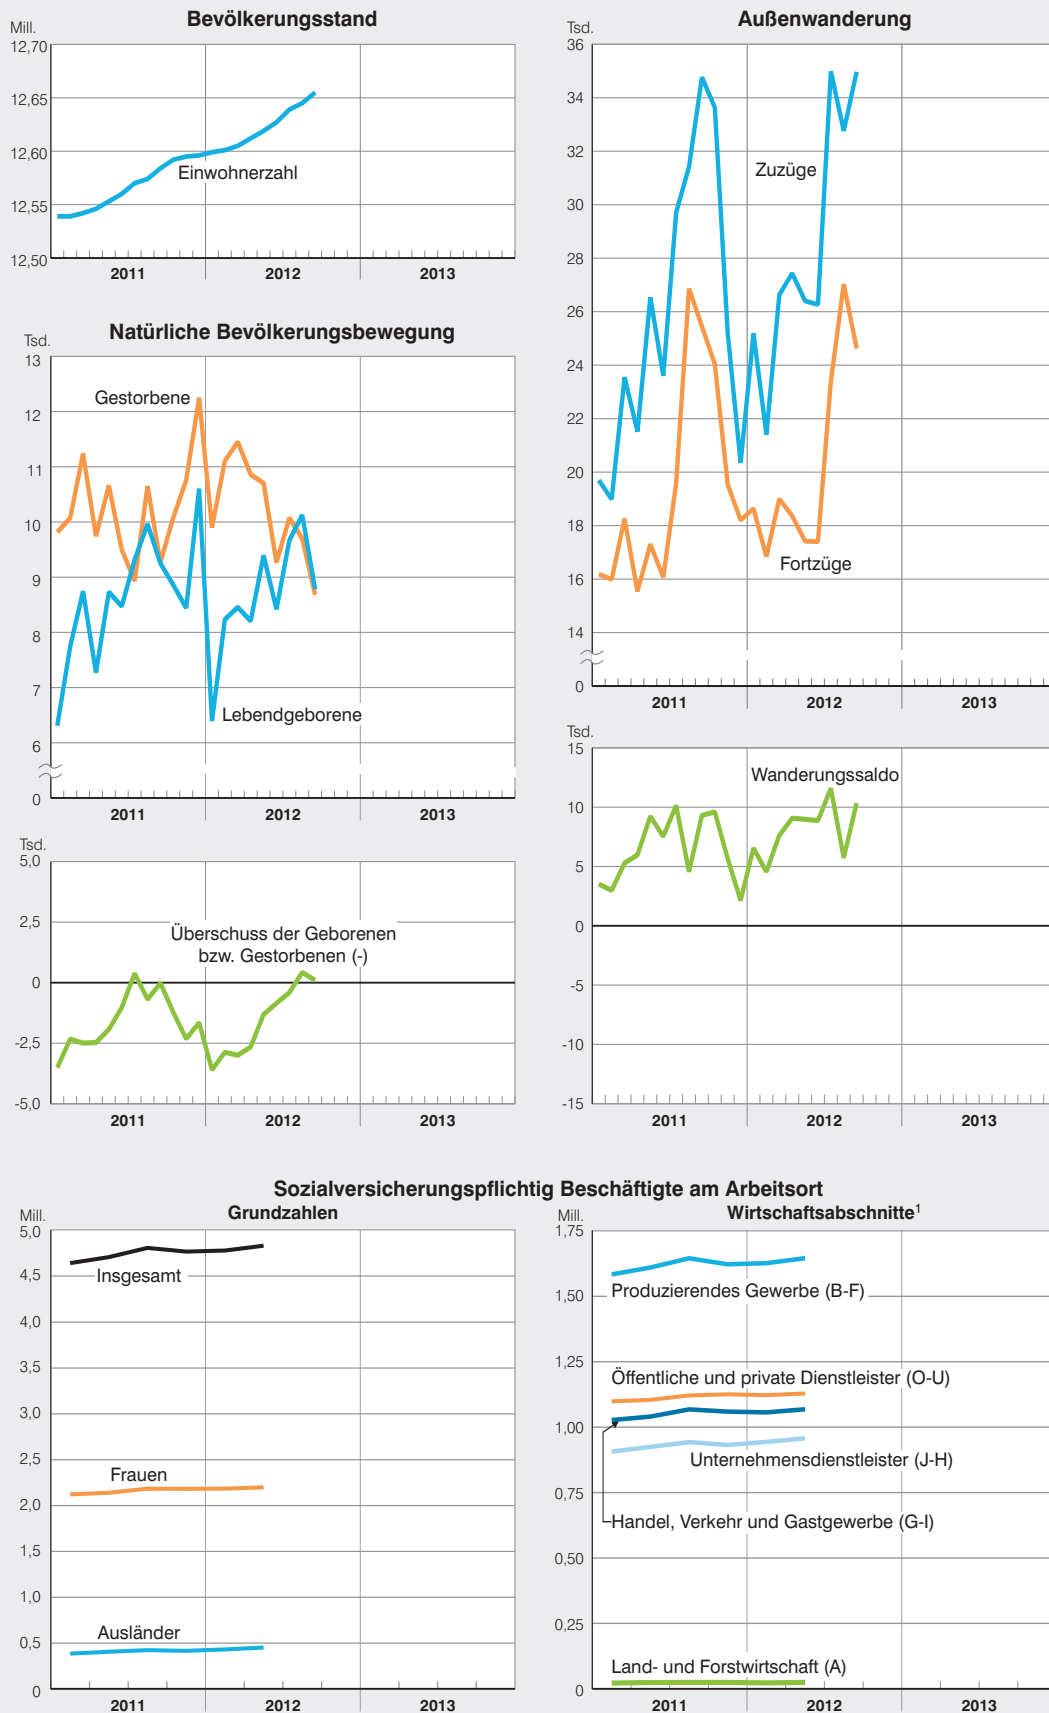 Bevölkerungsstand
Mill.
12,70
12,65
12,60
12,55
12,50
Einwohnerzahl
2011 2012 2013
Natürliche Bevölkerungsbewegung
Tsd.
13
12
11
10
9
8
7
6
0
Gestorbene
Lebendgeborene
2011 2012 2013
Tsd.
5,0
2,5
0
-2,5
-5,0
Überschuss der Geborenen
bzw. Gestorbenen (-)
2011 2012 2013
Außenwanderung
Tsd.
36
34
32
30
28
26
24
22
20
18
16
14
0
Zuzüge
Fortzüge
2011 2012 2013
Tsd.
15
10
5
0
-5
-10
-15
Wanderungssaldo
2011 2012 2013
Sozialversicherungspflichtig Beschäftigte am Arbeitsort
Grundzahlen
Mill.
5,0
4,5
4,0
3,5
3,0
2,5
2,0
1,5
1,0
0,5
0
Insgesamt
Frauen
Ausländer
2011 2012 2013
Wirtschaftsabschnitte¹
Mill.
1,75
1,50
1,25
1,00
0,75
0,50
0,25
0
Produzierendes Gewerbe (B-F)
Öffentliche und private Dienstleister (O-U)
Unternehmensdienstleister (J-H)
Handel, Verkehr und Gastgewerbe (G-I)
Land- und Forstwirtschaft (A)
2011 2012 2013